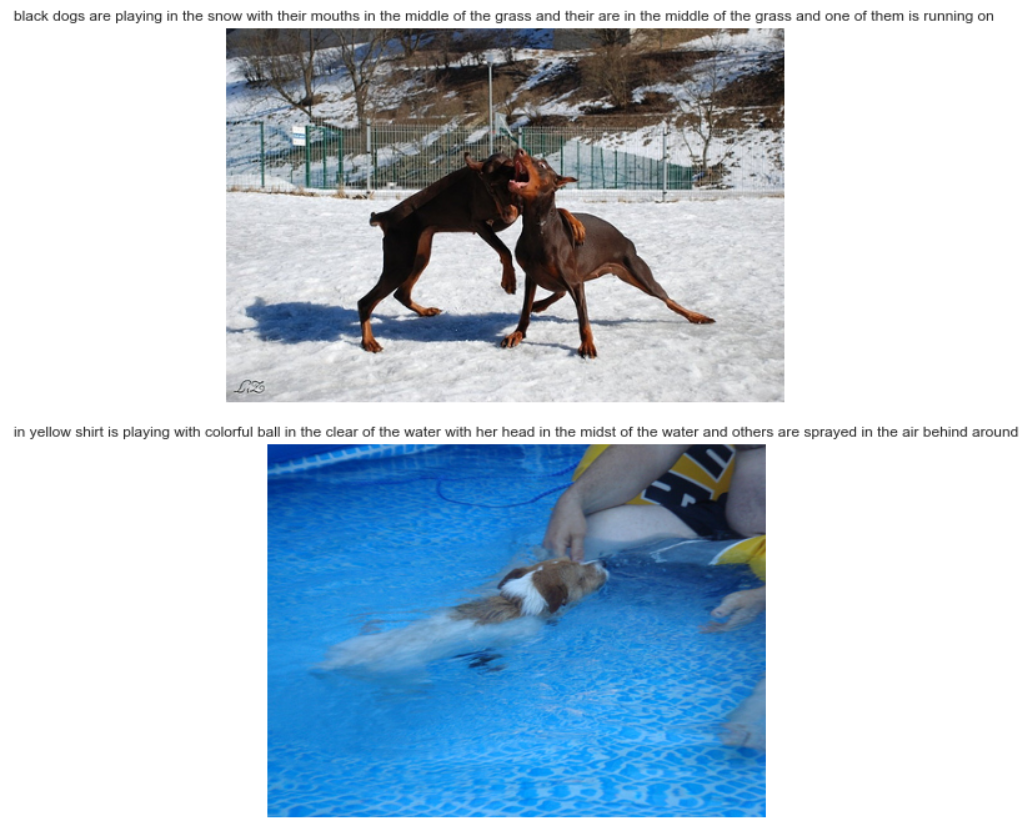 black dogs are playing in the snow with their mouths in the middle of the grass and their are in the middle of the grass and one of them is running on
LZ
in yellow shirt is playing with colorful ball in the clear of the water with her head in the midst of the water and others are sprayed in the air behind around